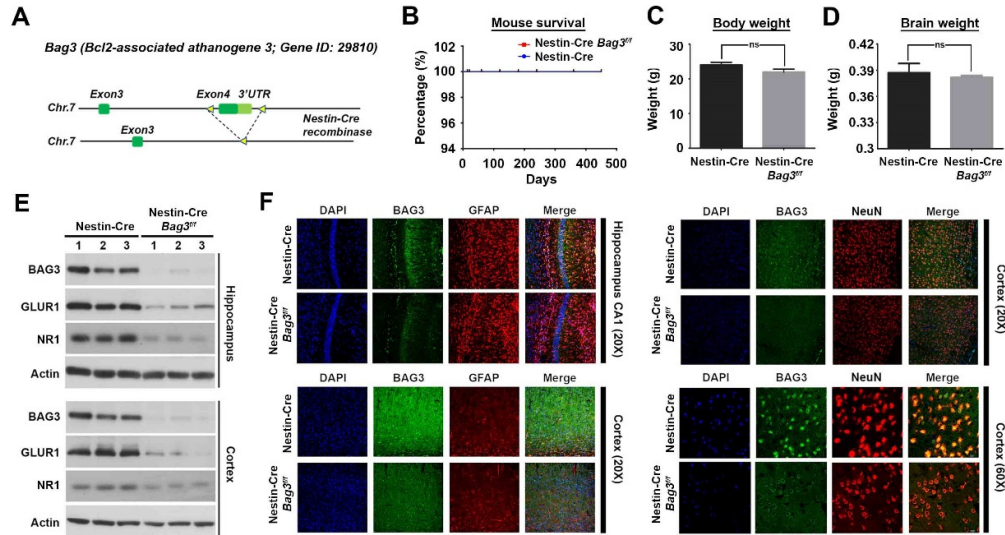 A
Bag3 (Bcl2-associated athanogene 3; Gene ID: 29810)
Exon3
Exon4
3'UTR
Chr.7
Nestin-Cre
recombinase
Exon3
Chr.7
B
Mouse survival
Nestin-Cre Bag3f/f
Nestin-Cre
Percentage (%)
102
100
98
96
94
0 100 200 300 400 500
Days
C
Body weight
ns
Weight (g)
30
20
10
0
Nestin-Cre
Nestin-Cre
Bag3f/f
D
Brain weight
ns
Weight (g)
0.42
0.39
0.36
0.33
0.3
Nestin-Cre
Nestin-Cre
Bag3f/f
E
Nestin-Cre
Nestin-Cre
Bag3f/f
1 2 3 1 2 3
BAG3
GLUR1
NR1
Actin
Hippocampus
BAG3
GLUR1
NR1
Actin
Cortex
F
DAPI BAG3 GFAP Merge
Nestin-Cre
Nestin-Cre
Bag3f/f
Hippocampus CA1 (20X)
DAPI BAG3 GFAP Merge
Nestin-Cre
Nestin-Cre
Bag3f/f
Cortex (20X)
DAPI BAG3 NeuN Merge
Nestin-Cre
Nestin-Cre
Bag3f/f
Cortex (20X)
DAPI BAG3 NeuN Merge
Nestin-Cre
Nestin-Cre
Bag3f/f
Cortex (60X)